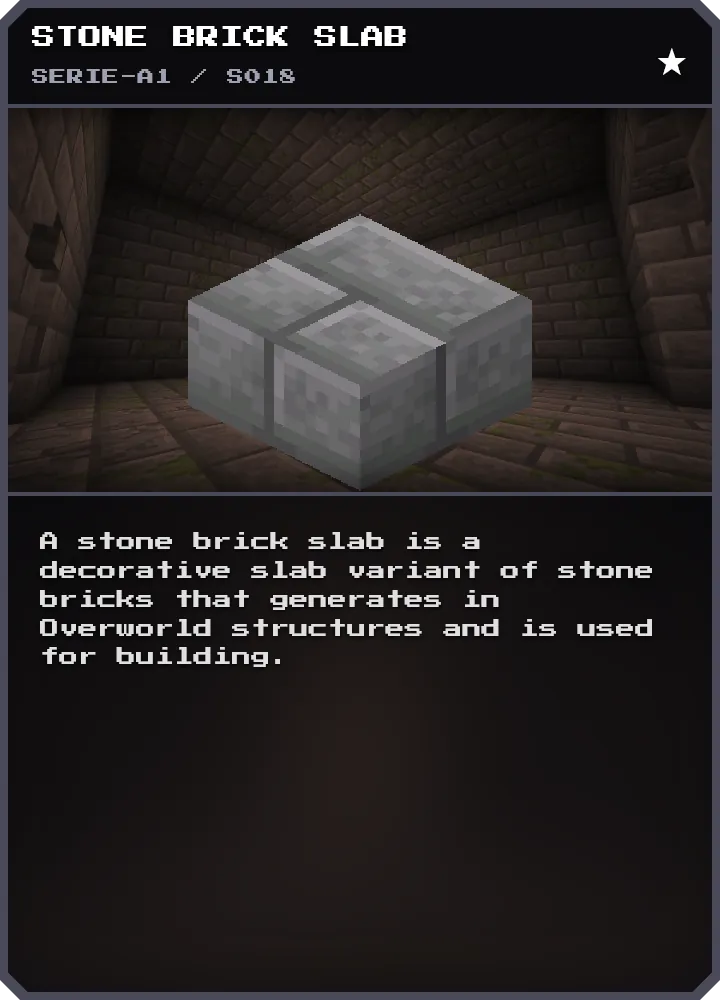 STONE BRICK SLAB
SERIE-A1 / S018
A stone brick slab is a
decorative slab variant of stone
bricks that generates in
Overworld structures and is used
for building.